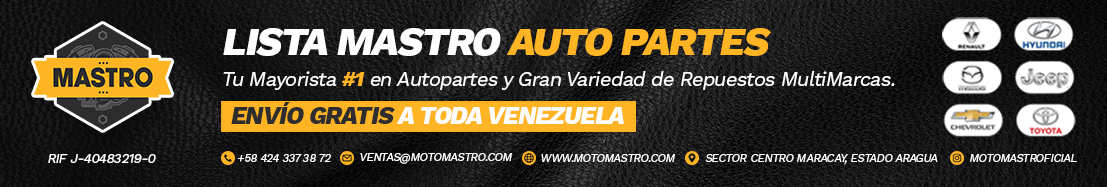 MASTRO
RIF J-40483219-0
LISTA MASTRO AUTO PARTES
Tu Mayorista #1 en Autopartes y Gran Variedad de Repuestos MultiMarcas.
ENVÍO GRATIS A TODA VENEZUELA
+58 424 337 38 72 VENTAS@MOTOMASTRO.COM WWW.MOTOMASTRO.COM SECTOR CENTRO MARACAY, ESTADO ARAGUA MOTOMASTROFICIAL
RENAULT HYUNDAI
mazda Jeep
CHEVROLET TOYOTA